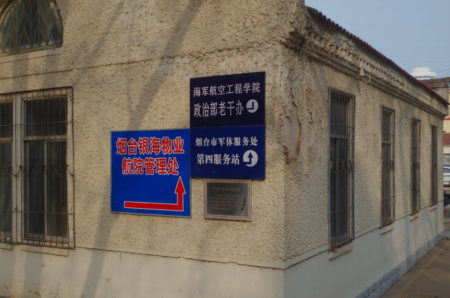 海军航空工程学院
政治部老干办
烟台市军休服务处
第四服务站
烟台银海物业
航院管理处